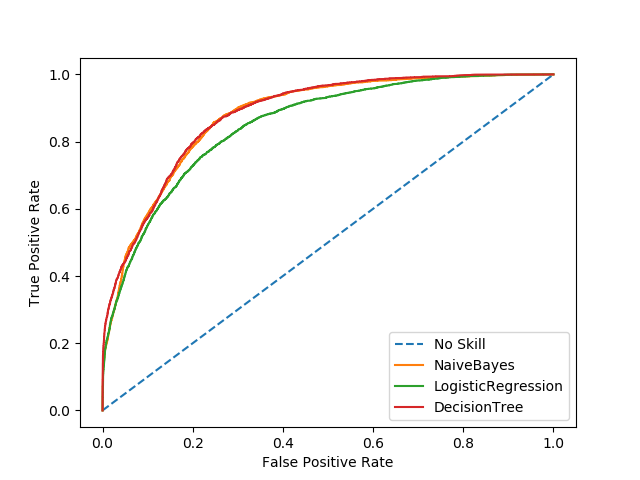 1.0
0.8
0.6
0.4
0.2
0.0
True Positive Rate
No Skill
NaiveBayes
LogisticRegression
DecisionTree
0.0 0.2 0.4 0.6 0.8 1.0
False Positive Rate